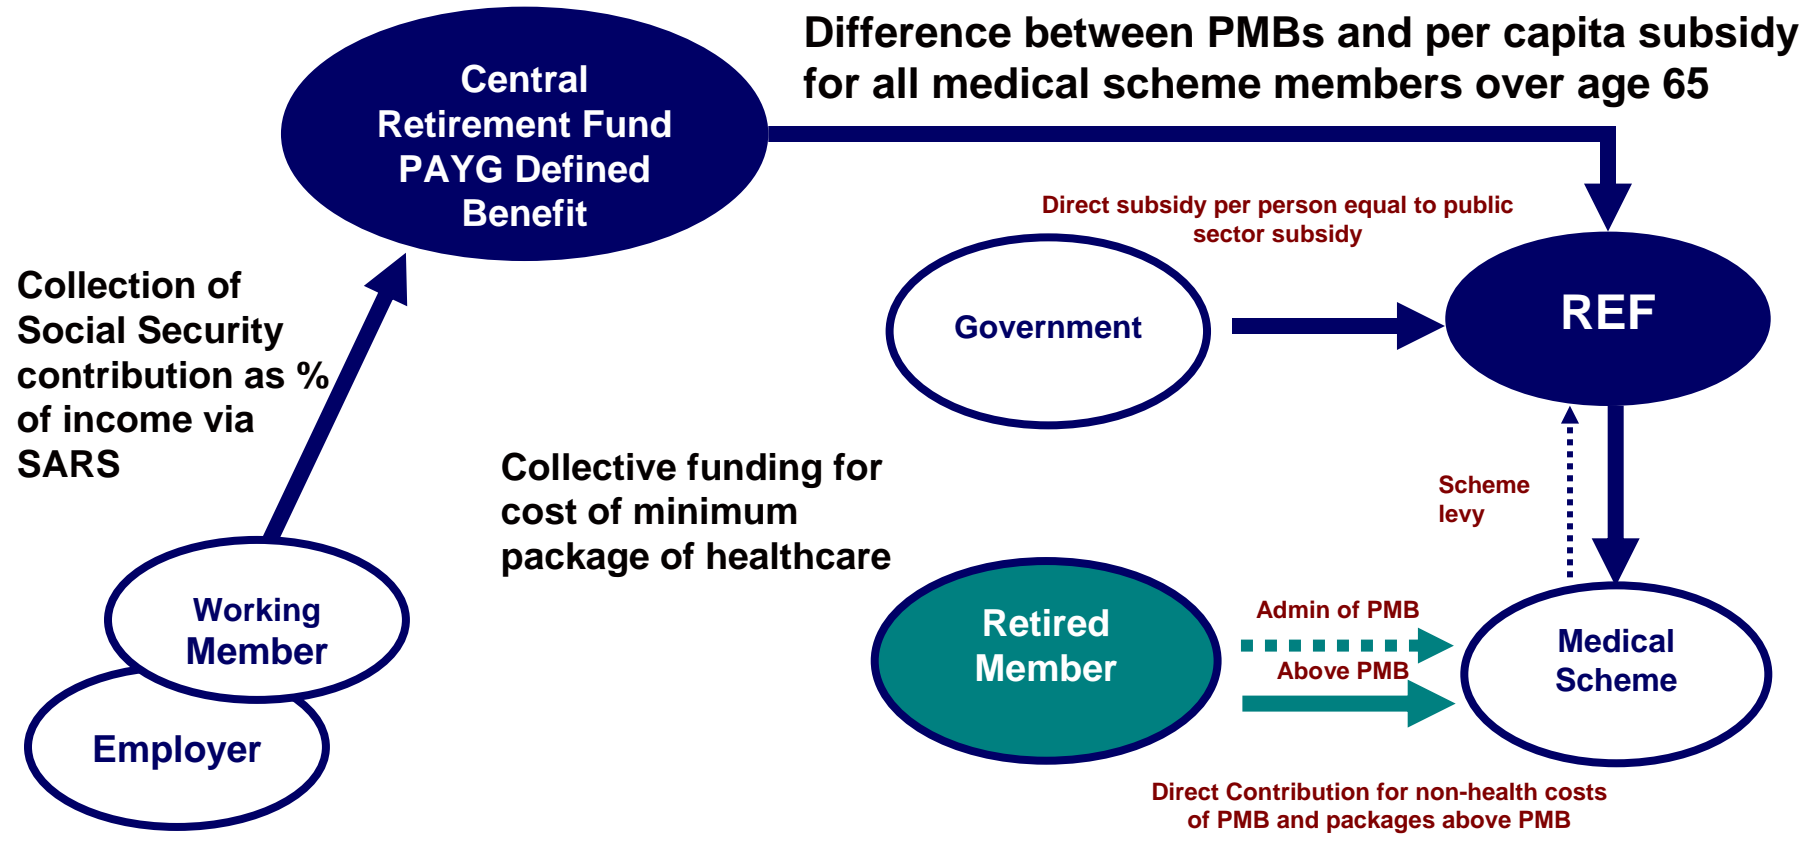 Difference between PMBs and per capita subsidy
for all medical scheme members over age 65
Central
Retirement Fund
PAYG Defined
Benefit
Direct subsidy per person equal to public
sector subsidy
Collection of
Social Security
contribution as %
of income via
SARS
Government
REF
Collective funding for
cost of minimum
package of healthcare
Scheme
levy
Working
Member
Employer
Retired
Member
Admin of PMB
Above PMB
Medical
Scheme
Direct Contribution for non-health costs
of PMB and packages above PMB